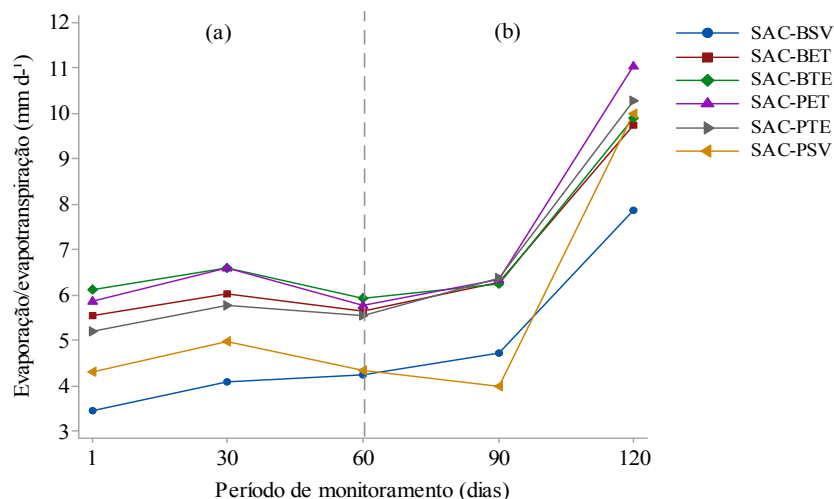 12
11
10
9
8
7
6
5
4
3
Evaporação/evapotranspiração (mm d-¹)
(a)
(b)
1
30
60
90
120
Período de monitoramento (dias)
SAC-BSV
SAC-BET
SAC-BTE
SAC-PET
SAC-PTE
SAC-PSV